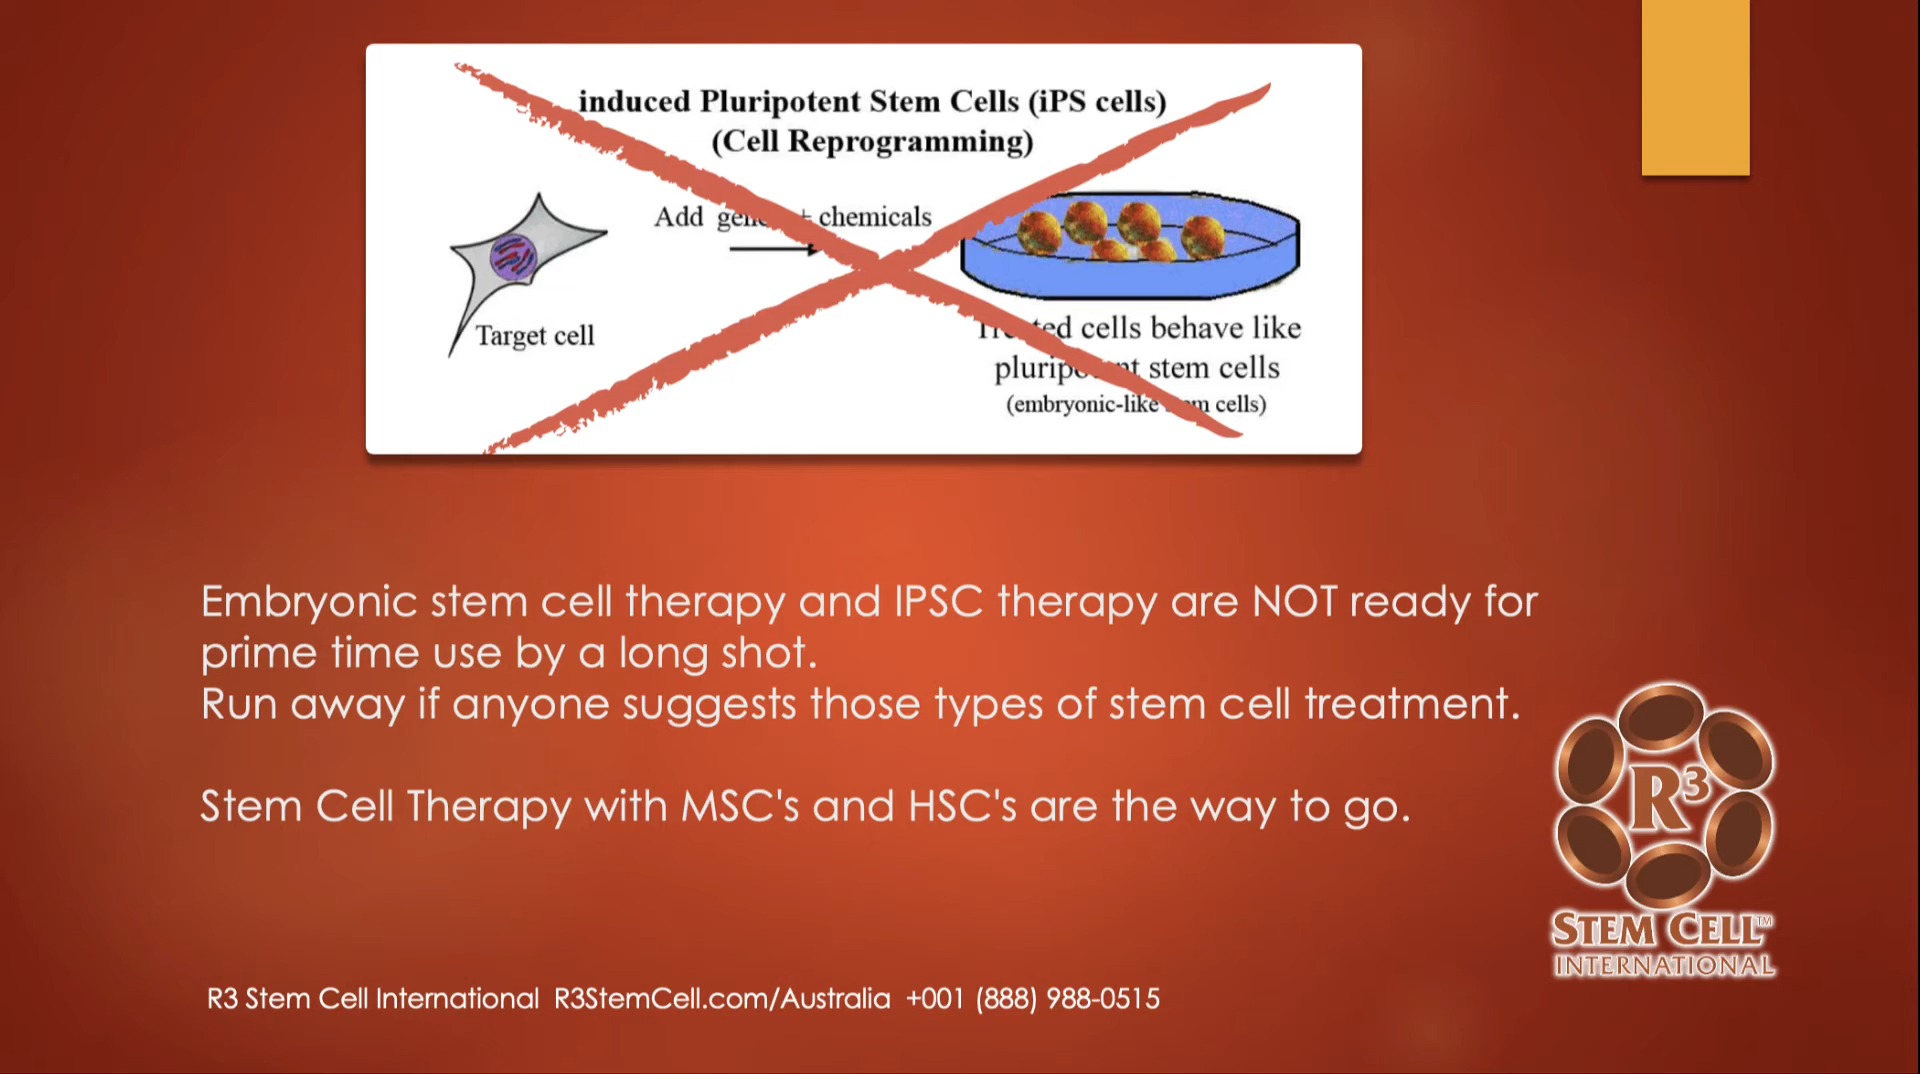 induced Pluripotent Stem Cells (iPS cells)
(Cell Reprogramming)
Add + chemicals
Target cell
cells behave like
stem cells
(embryonic-like cells)
Embryonic stem cell therapy and IPSC therapy are NOT ready for
prime time use by a long shot.
Run away if anyone suggests those types of stem cell treatment.
Stem Cell Therapy with MSC's and HSC's are the way to go.
R³
STEM CELL™
INTERNATIONAL
R3 Stem Cell International R3StemCell.com/Australia +001 (888) 988-0515